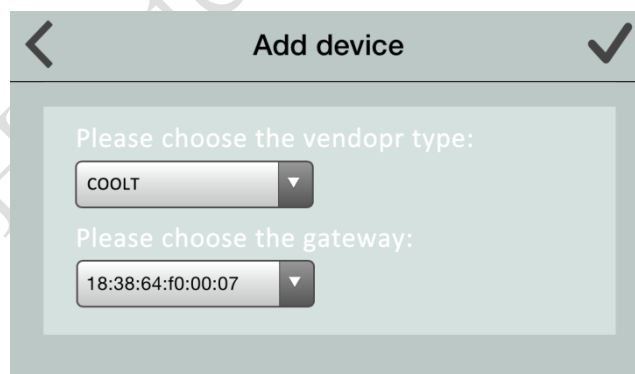 Add device
Please choose the vendopr type:
COOLT
Please choose the gateway:
18:38:64:f0:00:07